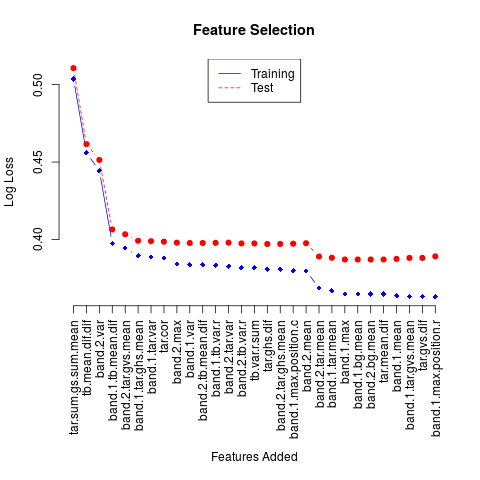 Feature Selection
Training
Test
Log Loss
0.50
0.45
0.40
tar.sum.gs.sum.mean
tb.mean.dif.dif
band.2.var
band.1.tb.mean.dif
band.2.tar.gvs.mean
band.1.tar.ghs.mean
band.1.tar.var
tar.cor
band.2.max
band.1.var
band.2.tb.mean.dif
band.1.tb.var.r
band.2.tar.var
band.2.tb.var.r
tb.var.r.sum
tar.ghs.dif
band.2.tar.ghs.mean
band.1.max.position.c
band.2.mean
band.2.tar.mean
band.1.tar.mean
band.1.max
band.1.bg.mean
band.2.bg.mean
tar.mean.dif
band.1.mean
band.1.tar.gvs.mean
tar.gvs.dif
band.1.max.position.r
Features Added